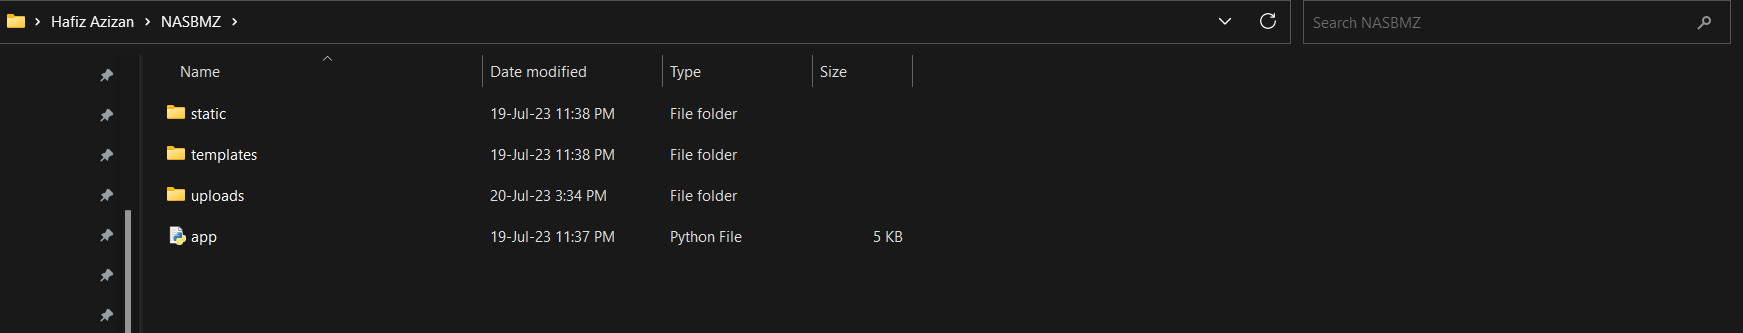 Hafiz Azizan NASBMZ Search NASBMZ
Name Date modified Type Size
static 19-Jul-23 11:38 PM File folder
templates 19-Jul-23 11:38 PM File folder
uploads 20-Jul-23 3:34 PM File folder
app 19-Jul-23 11:37 PM Python File 5 KB